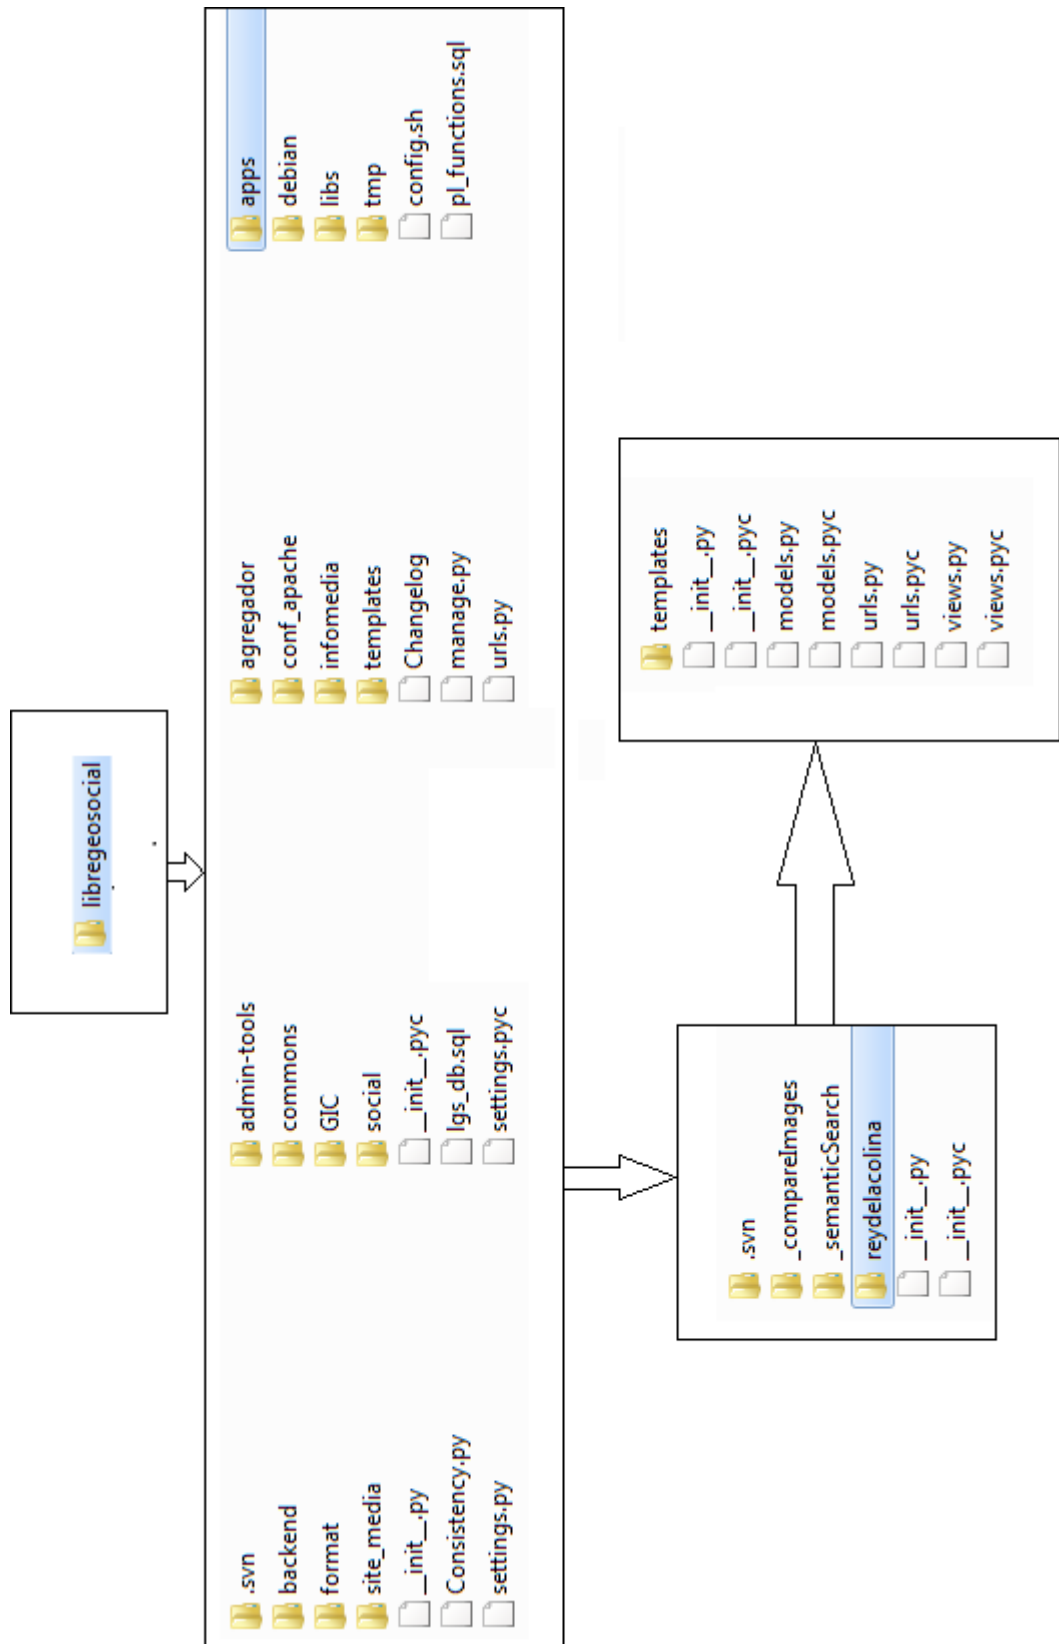 libregeosocial
.svn
admin-tools
agregador
apps
backend
commons
conf_apache
debian
format
GIC
infomedia
libs
site_media
social
templates
tmp
__init__.py
__init__.pyc
Changelog
config.sh
Consistency.py
lgs_db.sql
manage.py
pl_functions.sql
settings.py
settings.pyc
urls.py
.svn
_compareImages
_semanticSearch
reydelacolina
__init__.py
__init__.pyc
templates
__init__.py
__init__.pyc
models.py
models.pyc
urls.py
urls.pyc
views.py
views.pyc